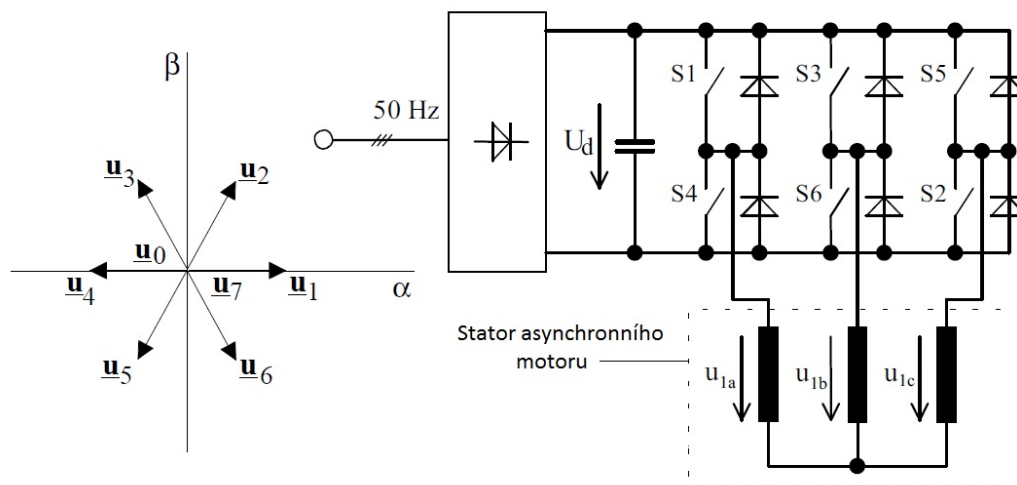 β
α
u0
u1
u2
u3
u4
u5
u6
u7
50 Hz
Ud
S1
S3
S5
S4
S6
S2
Stator asynchronního
motoru
u1a
u1b
u1c